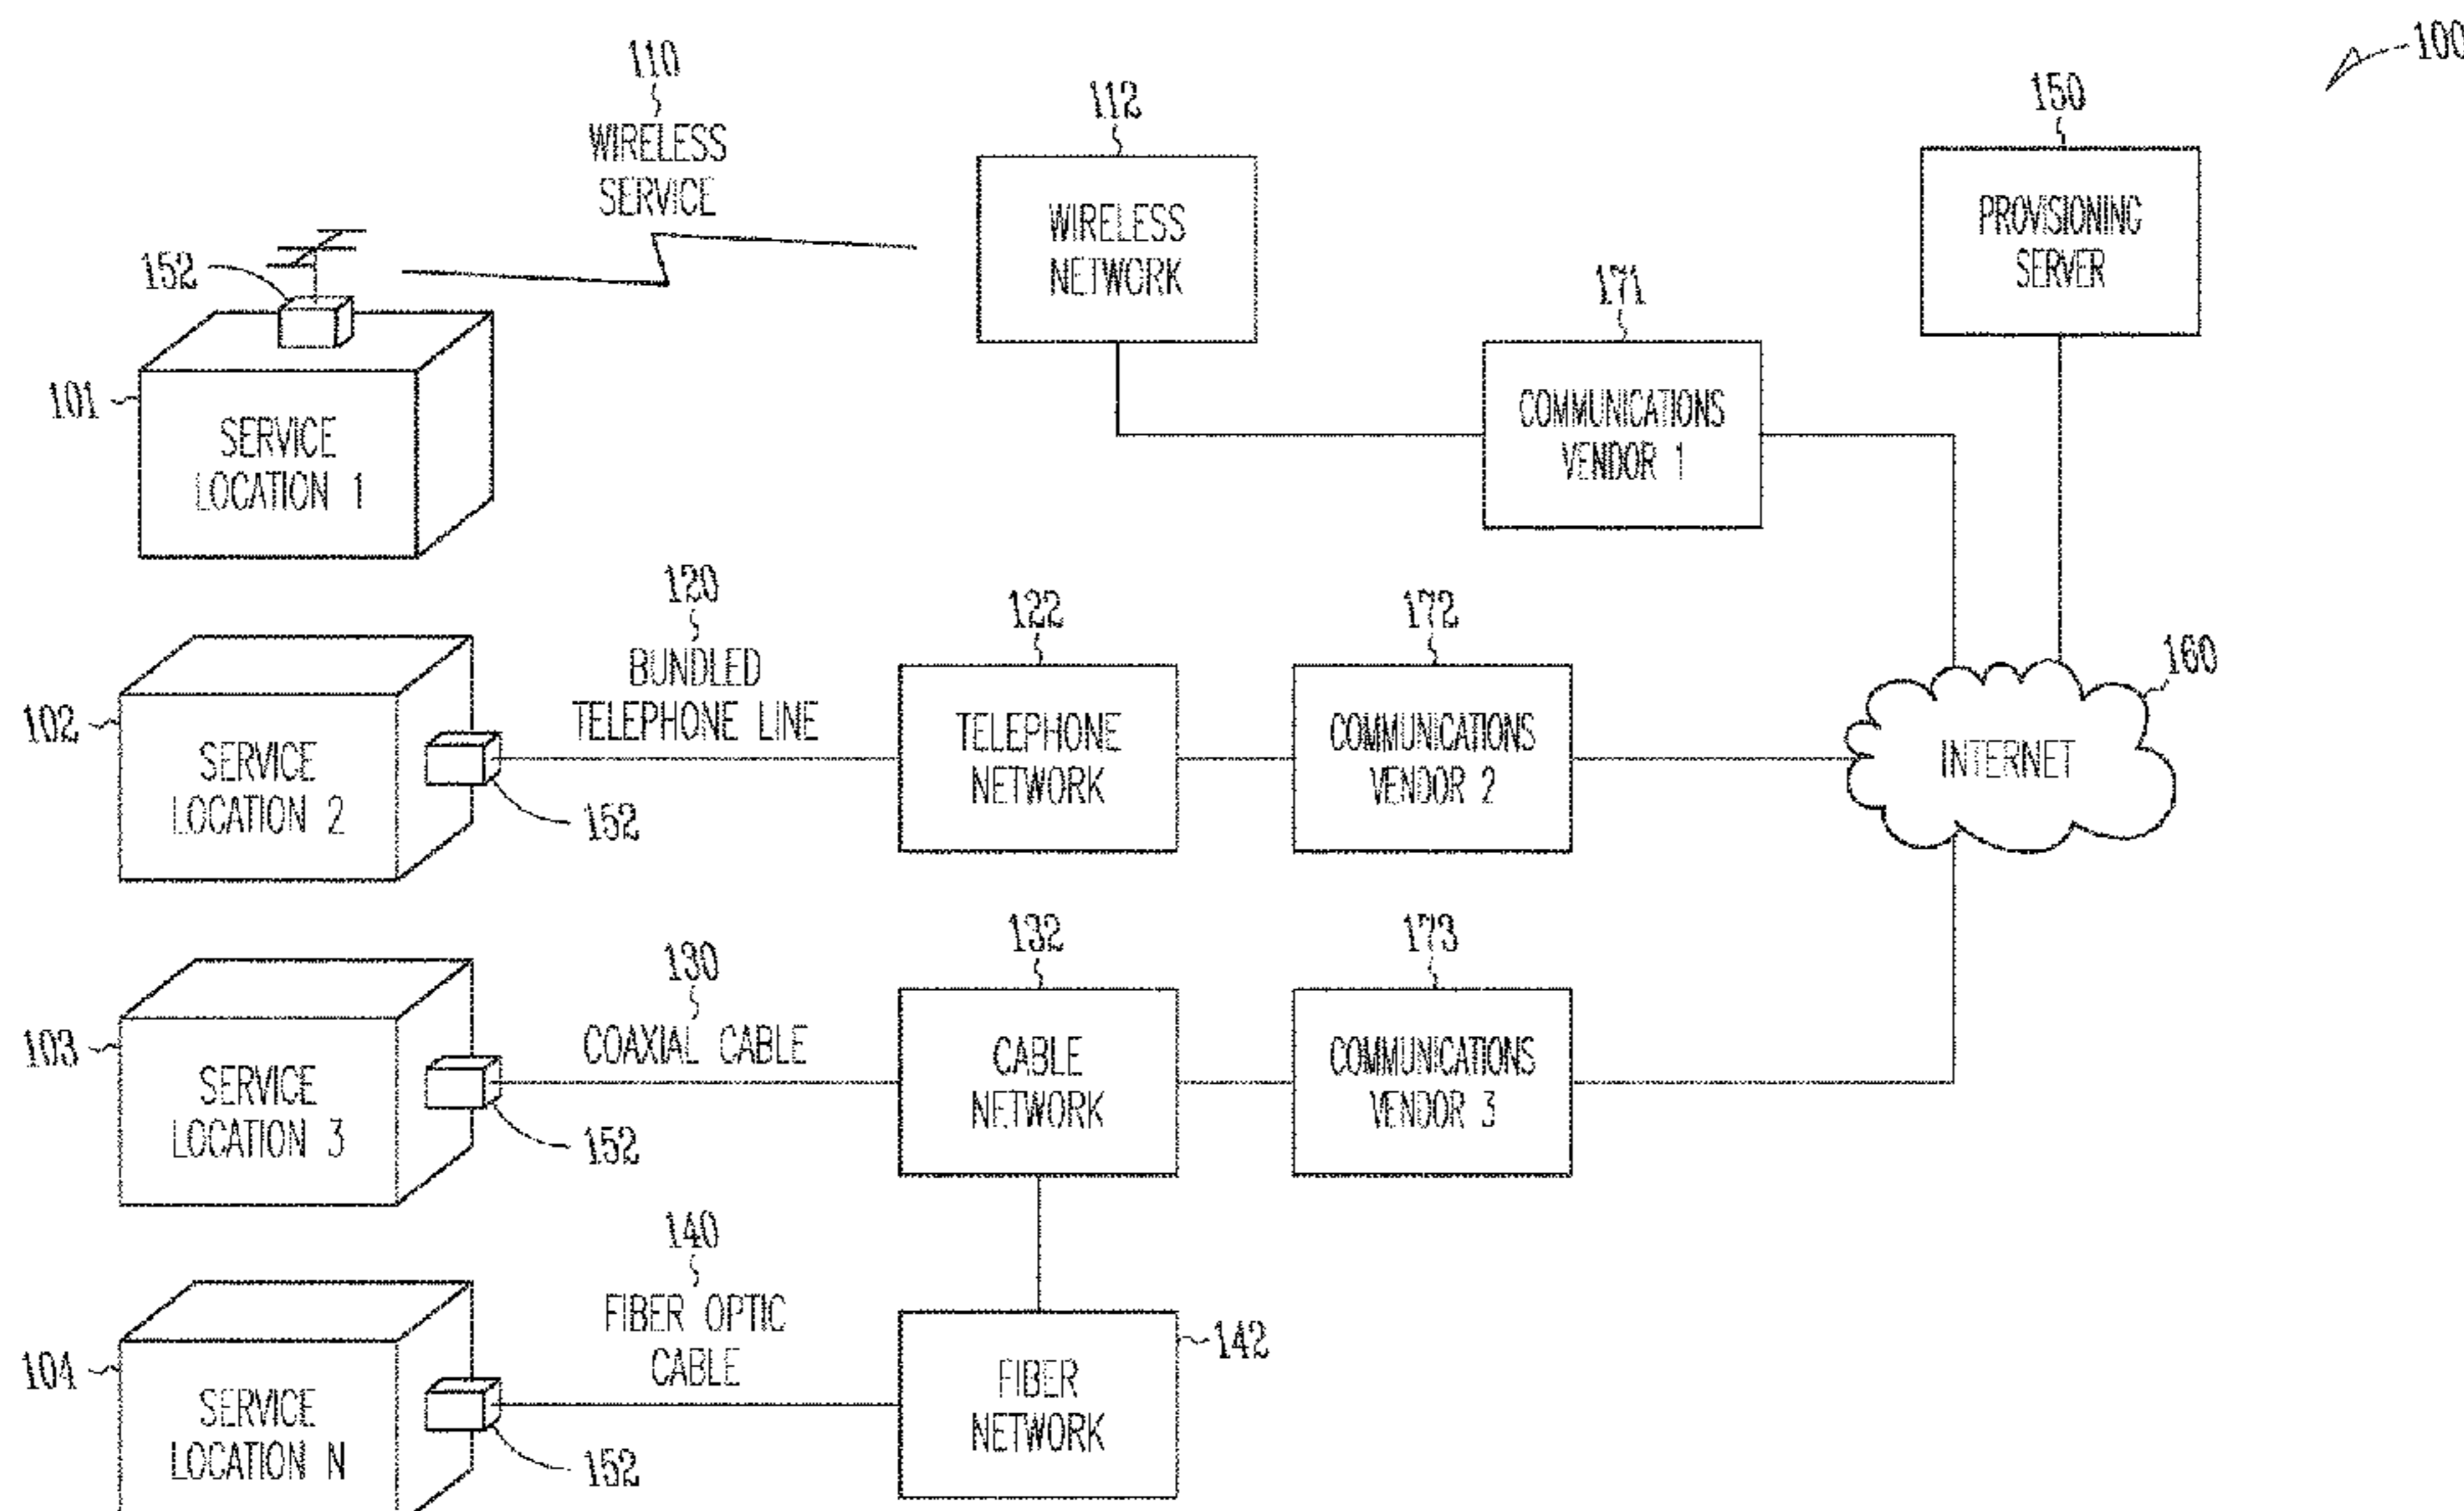 100
110
WIRELESS
SERVICE
112
WIRELESS
NETWORK
150
PROVISIONING
SERVER
152
101
SERVICE
LOCATION 1
171
COMMUNICATIONS
VENDOR 1
102
SERVICE
LOCATION 2
152
120
BUNDLED
TELEPHONE LINE
122
TELEPHONE
NETWORK
172
COMMUNICATIONS
VENDOR 2
160
INTERNET
103
SERVICE
LOCATION 3
152
130
COAXIAL CABLE
132
CABLE
NETWORK
173
COMMUNICATIONS
VENDOR 3
104
SERVICE
LOCATION N
152
140
FIBER OPTIC
CABLE
FIBER
NETWORK
142